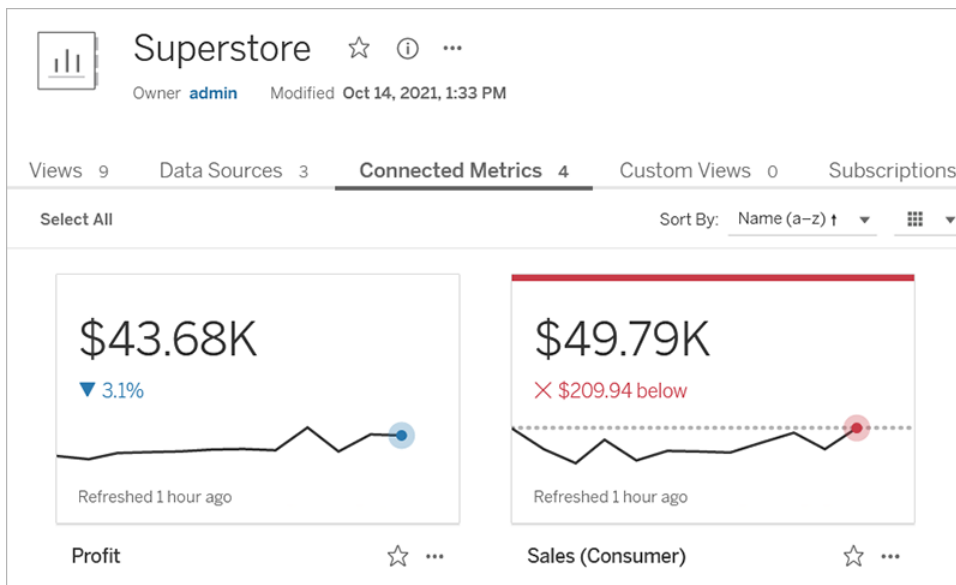 Superstore
Owner admin Modified Oct 14, 2021, 1:33 PM
Views 9 Data Sources 3 Connected Metrics 4 Custom Views 0 Subscriptions
Select All Sort By: Name (a–z)
$43.68K
3.1%
Refreshed 1 hour ago
Profit
$49.79K
$209.94 below
Refreshed 1 hour ago
Sales (Consumer)